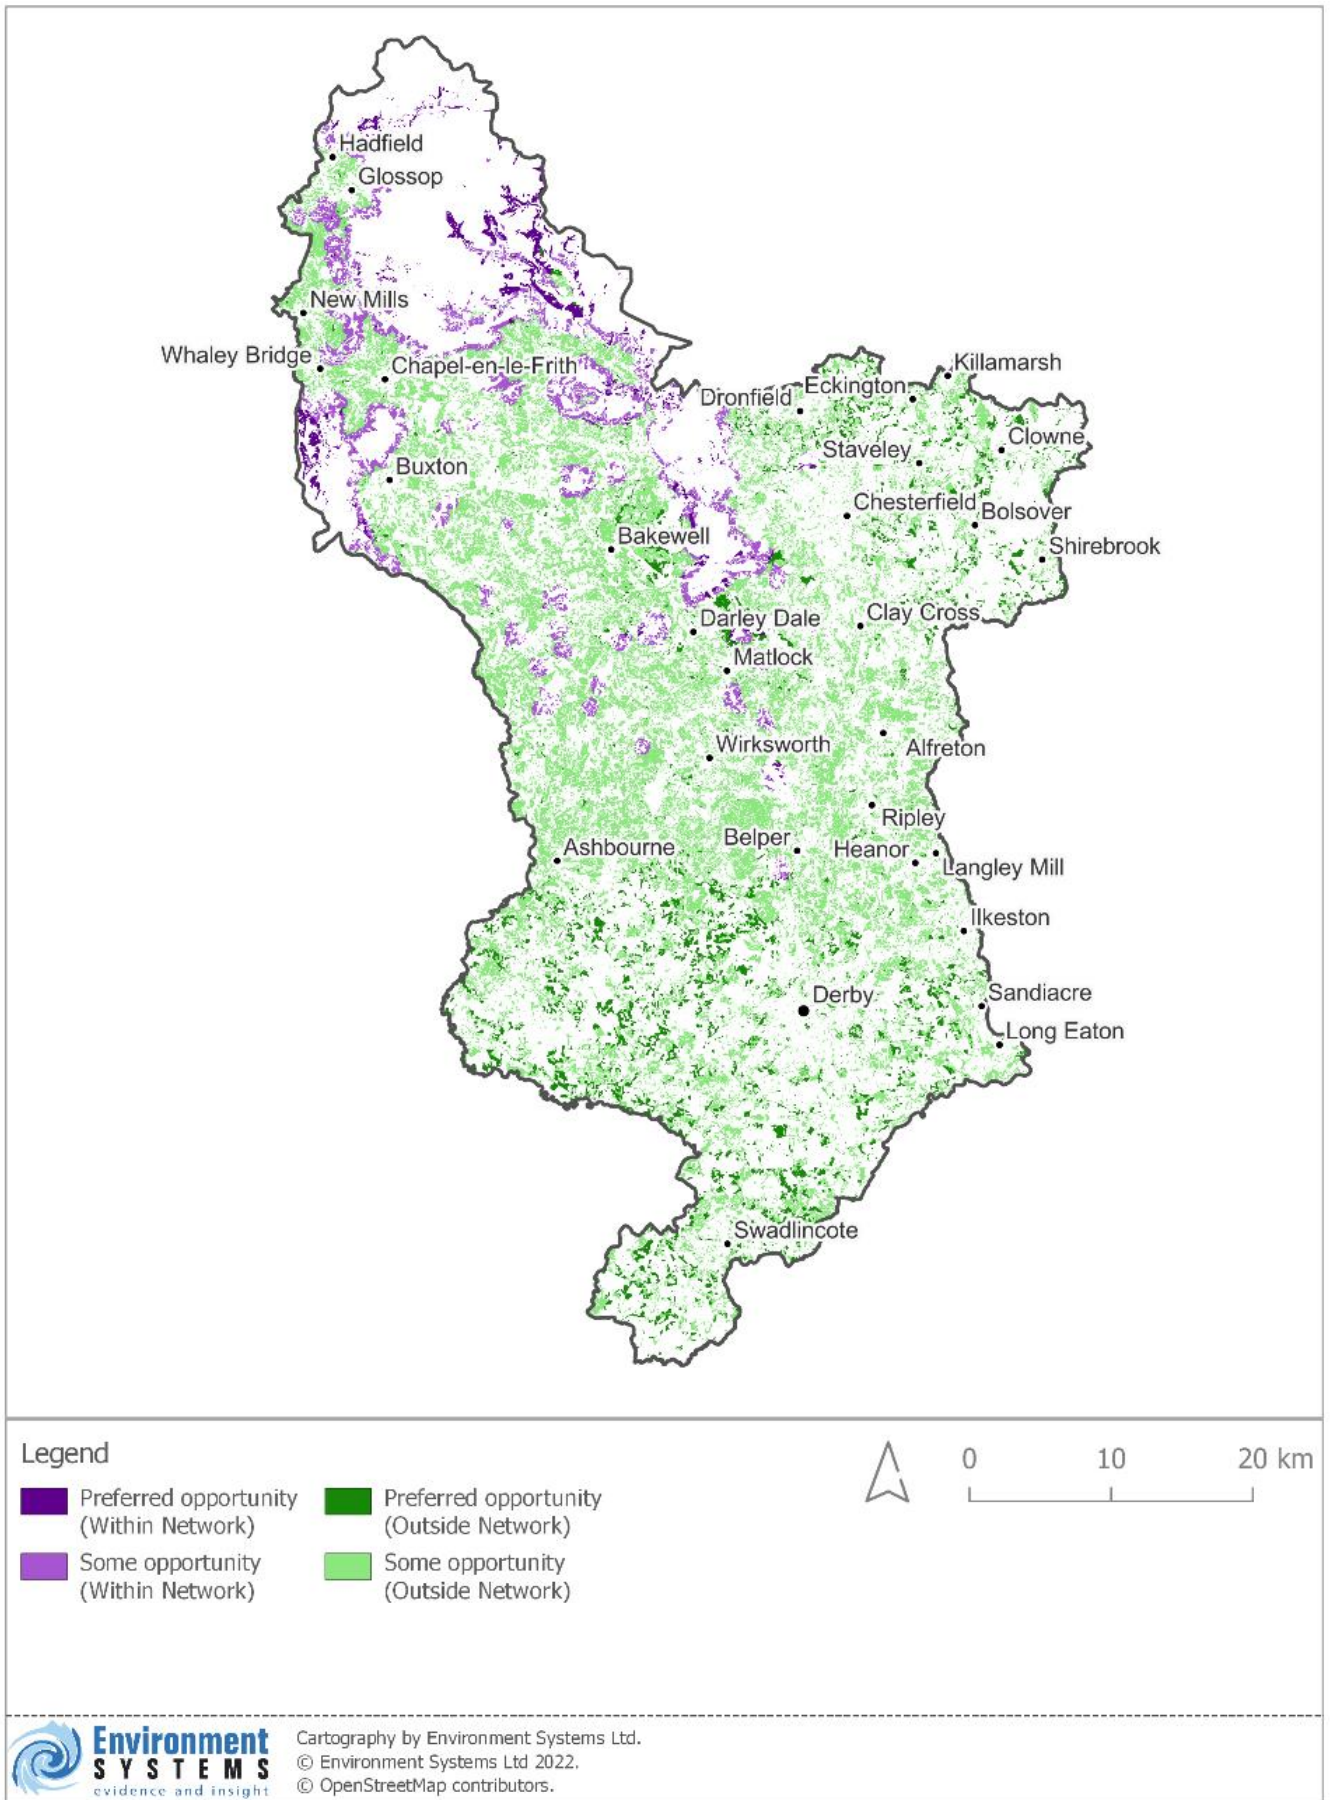 Hadfield
Glossop
New Mills
Whaley Bridge
Chapel-en-le-Frith
Killamarsh
Eckington
Dronfield
Clowne
Staveley
Buxton
Chesterfield
Bolsover
Bakewell
Shirebrook
Darley Dale
Clay Cross
Matlock
Wirksworth
Alfreton
Ripley
Belper
Heanor
Ashbourne
Langley Mill
Ilkeston
Derby
Sandiacre
Long Eaton
Swadlincote
Legend
Preferred opportunity
(Within Network)
Some opportunity
(Within Network)
Preferred opportunity
(Outside Network)
Some opportunity
(Outside Network)
0 10 20 km
Environment
SYSTEMS
evidence and insight
Cartography by Environment Systems Ltd.
© Environment Systems Ltd 2022.
© OpenStreetMap contributors.